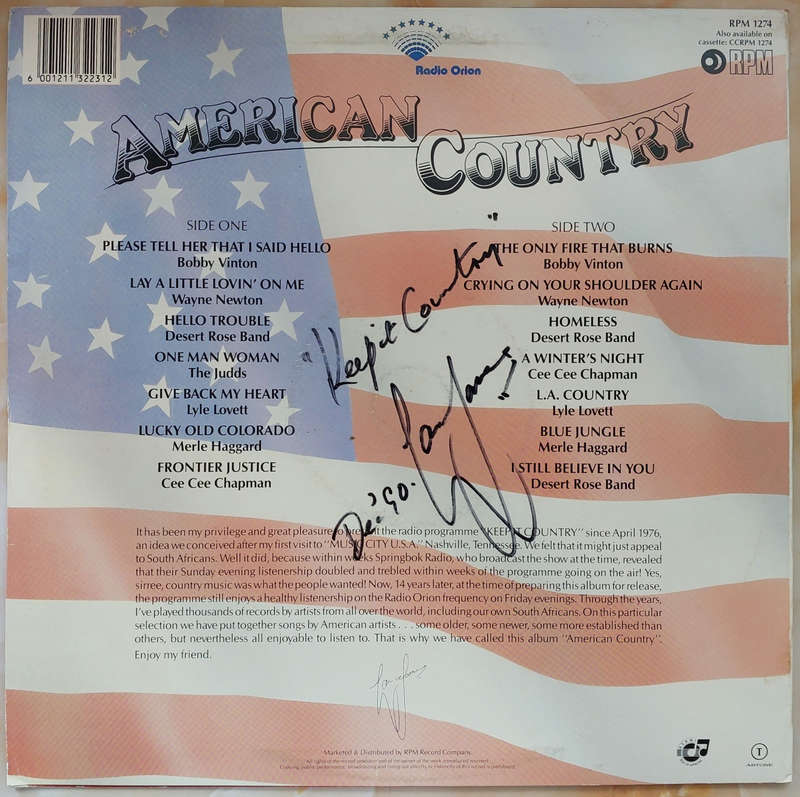 6 001211 322312
Radio Orion
RPM 1274
Also available on
cassette: CCRPM 1274
RPM
AMERICAN COUNTRY
SIDE ONE
PLEASE TELL HER THAT I SAID HELLO
Bobby Vinton
LAY A LITTLE LOVIN' ON ME
Wayne Newton
HELLO TROUBLE
Desert Rose Band
ONE MAN WOMAN
The Judds
GIVE BACK MY HEART
Lyle Lovett
LUCKY OLD COLORADO
Merle Haggard
FRONTIER JUSTICE
Cee Cee Chapman
SIDE TWO
THE ONLY FIRE THAT BURNS
Bobby Vinton
CRYING ON YOUR SHOULDER AGAIN
Wayne Newton
HOMELESS
Desert Rose Band
A WINTER'S NIGHT
Cee Cee Chapman
L.A. COUNTRY
Lyle Lovett
BLUE JUNGLE
Merle Haggard
I STILL BELIEVE IN YOU
Desert Rose Band
"Keep it Country"
Dec '90.
It has been my privilege and great pleasure to present the radio programme "KEEP IT COUNTRY" since April 1976,
an idea we conceived after my first visit to "MUSIC CITY U.S.A." Nashville, Tennessee. We felt that it might just appeal
to South Africans. Well it did, because within weeks Springbok Radio, who broadcast the show at the time, revealed
that their Sunday evening listenership doubled and trebled within weeks of the programme going on the air! Yes,
sirree, country music was what the people wanted! Now, 14 years later, at the time of preparing this album for release,
the programme still enjoys a healthy listenership on the Radio Orion frequency on Friday evenings. Through the years,
I've played thousands of records by artists from all over the world, including our own South Africans. On this particular
selection we have put together songs by American artists . . . some older, some newer, some more established than
others, but nevertheless all enjoyable to listen to. That is why we have called this album "American Country".
Enjoy my friend.
Marketed & Distributed by RPM Record Company.